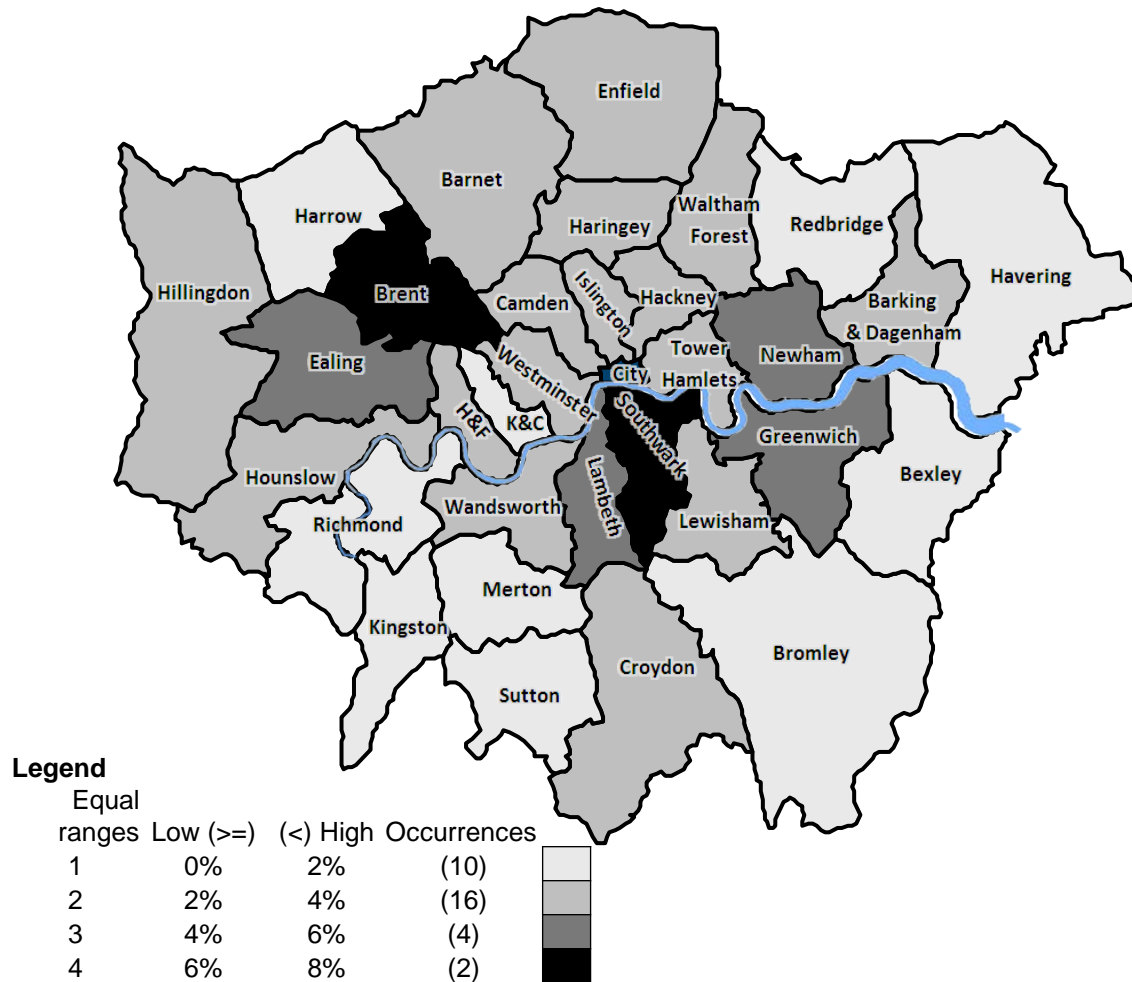 Enfield
Barnet
Harrow
Haringey
Waltham
Forest
Redbridge
Havering
Hillingdon
Brent
Camden
Islington
Hackney
Barking
& Dagenham
Ealing
Westminster
City
Tower
Hamlets
Newham
H&F
K&C
Southwark
Greenwich
Hounslow
Richmond
Wandsworth
Lambeth
Lewisham
Bexley
Merton
Kingston
Sutton
Croydon
Bromley
Legend
Equal
ranges Low (>=) (<) High Occurrences
1 0% 2% (10)
2 2% 4% (16)
3 4% 6% (4)
4 6% 8% (2)